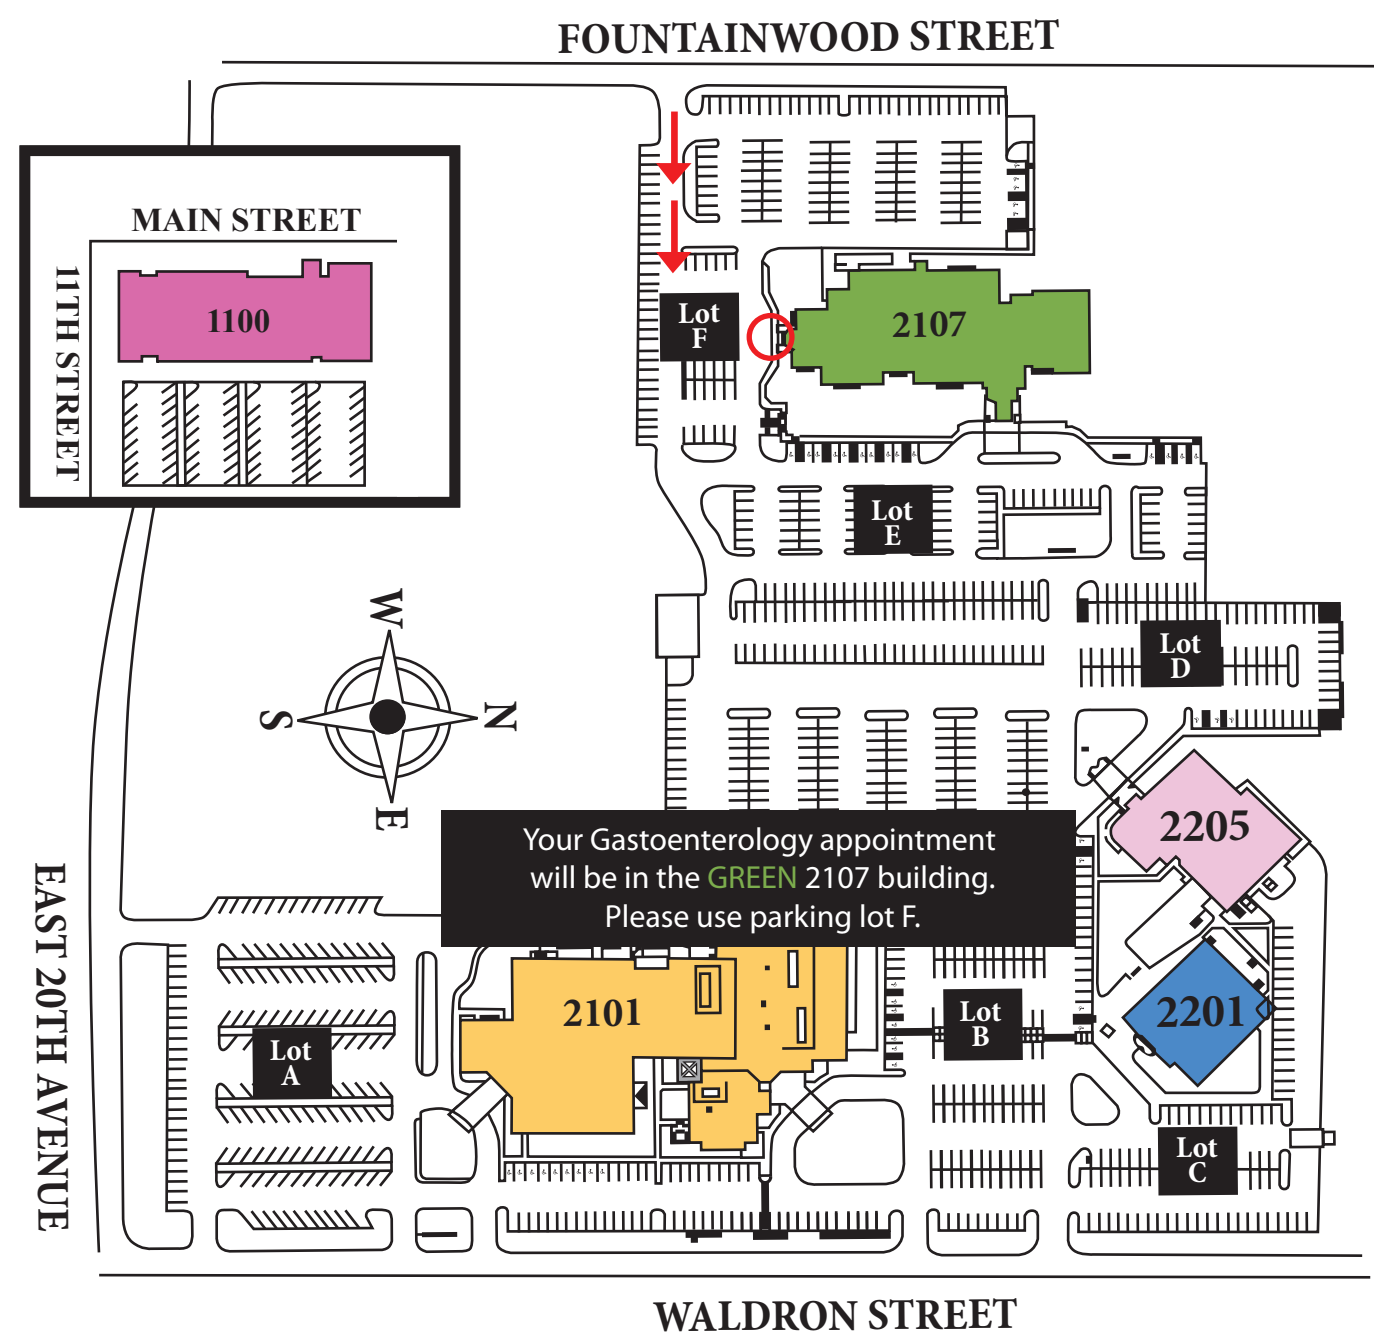 FOUNTAINWOOD STREET
MAIN STREET
11TH STREET
1100
Lot
F
2107
Lot
E
Lot
D
W
S
N
E
2205
Your Gastoenterology appointment
will be in the GREEN 2107 building.
Please use parking lot F.
EAST 20TH AVENUE
2101
Lot
B
2201
Lot
A
Lot
C
WALDRON STREET